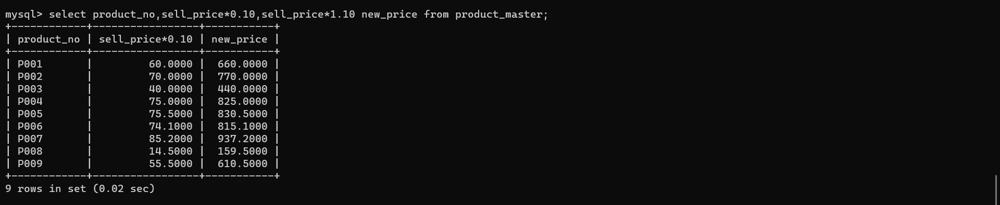 mysql> select product_no,sell_price*0.10,sell_price*1.10 new_price from product_master;
+------------+-----------------+-----------+
| product_no | sell_price*0.10 | new_price |
+------------+-----------------+-----------+
| P001       |         60.0000 |  660.0000 |
| P002       |         70.0000 |  770.0000 |
| P003       |         40.0000 |  440.0000 |
| P004       |         75.0000 |  825.0000 |
| P005       |         75.5000 |  830.5000 |
| P006       |         74.1000 |  815.1000 |
| P007       |         85.2000 |  937.2000 |
| P008       |         14.5000 |  159.5000 |
| P009       |         55.5000 |  610.5000 |
+------------+-----------------+-----------+
9 rows in set (0.02 sec)